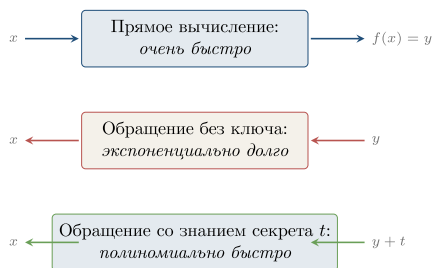 Прямое вычисление:
x
очень быстро
f(x) = y
Обращение без ключа:
x
экспоненциально долго
y
Обращение со знанием секрета t:
x
полиномиально быстро
y + t